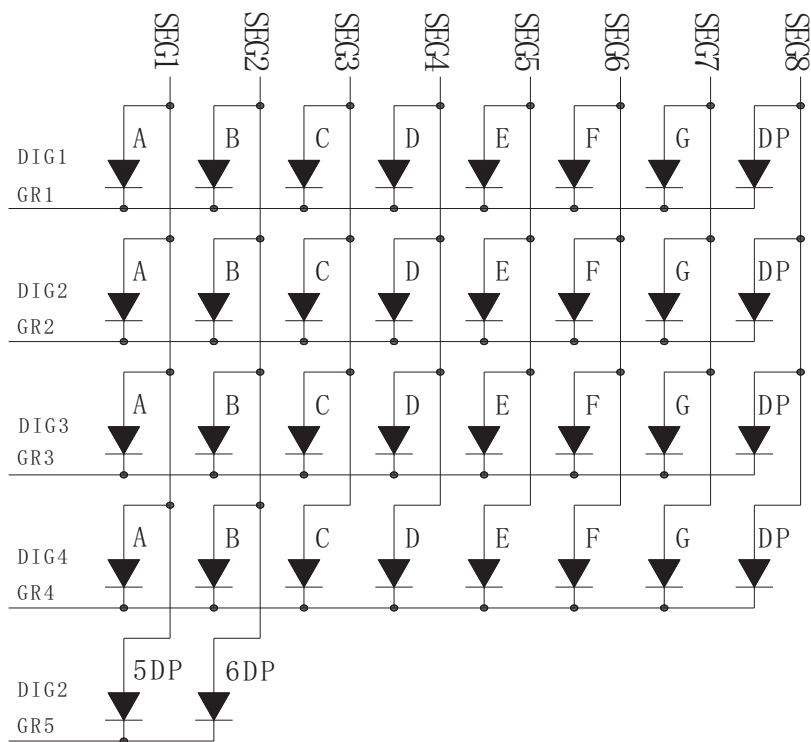 SEG1 SEG2 SEG3 SEG4 SEG5 SEG6 SEG7 SEG8
A B C D E F G DP
DIG1
GR1
A B C D E F G DP
DIG2
GR2
A B C D E F G DP
DIG3
GR3
A B C D E F G DP
DIG4
GR4
5DP 6DP
DIG2
GR5